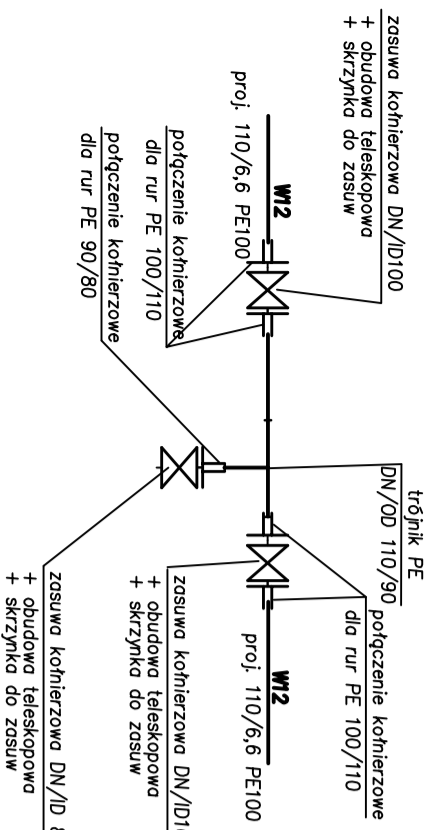 zasuwa kołnierzowa DN/ID100
+ obudowa teleskopowa
+ skrzynka do zasuw
proj. 110/6,6 PE100
W12
połączenie kołnierzowe
dla rur PE 100/110
połączenie kołnierzowe
dla rur PE 90/80
trójnik PE
DN/OD 110/90
połączenie kołnierzowe
dla rur PE 100/110
W12
proj. 110/6,6 PE100
zasuwa kołnierzowa
+ obudowa teleskopowa
+ skrzynka do zasuw
zasuwa kołnierzowa DN/ID
+ obudowa teleskopowa
+ skrzynka do zasuw